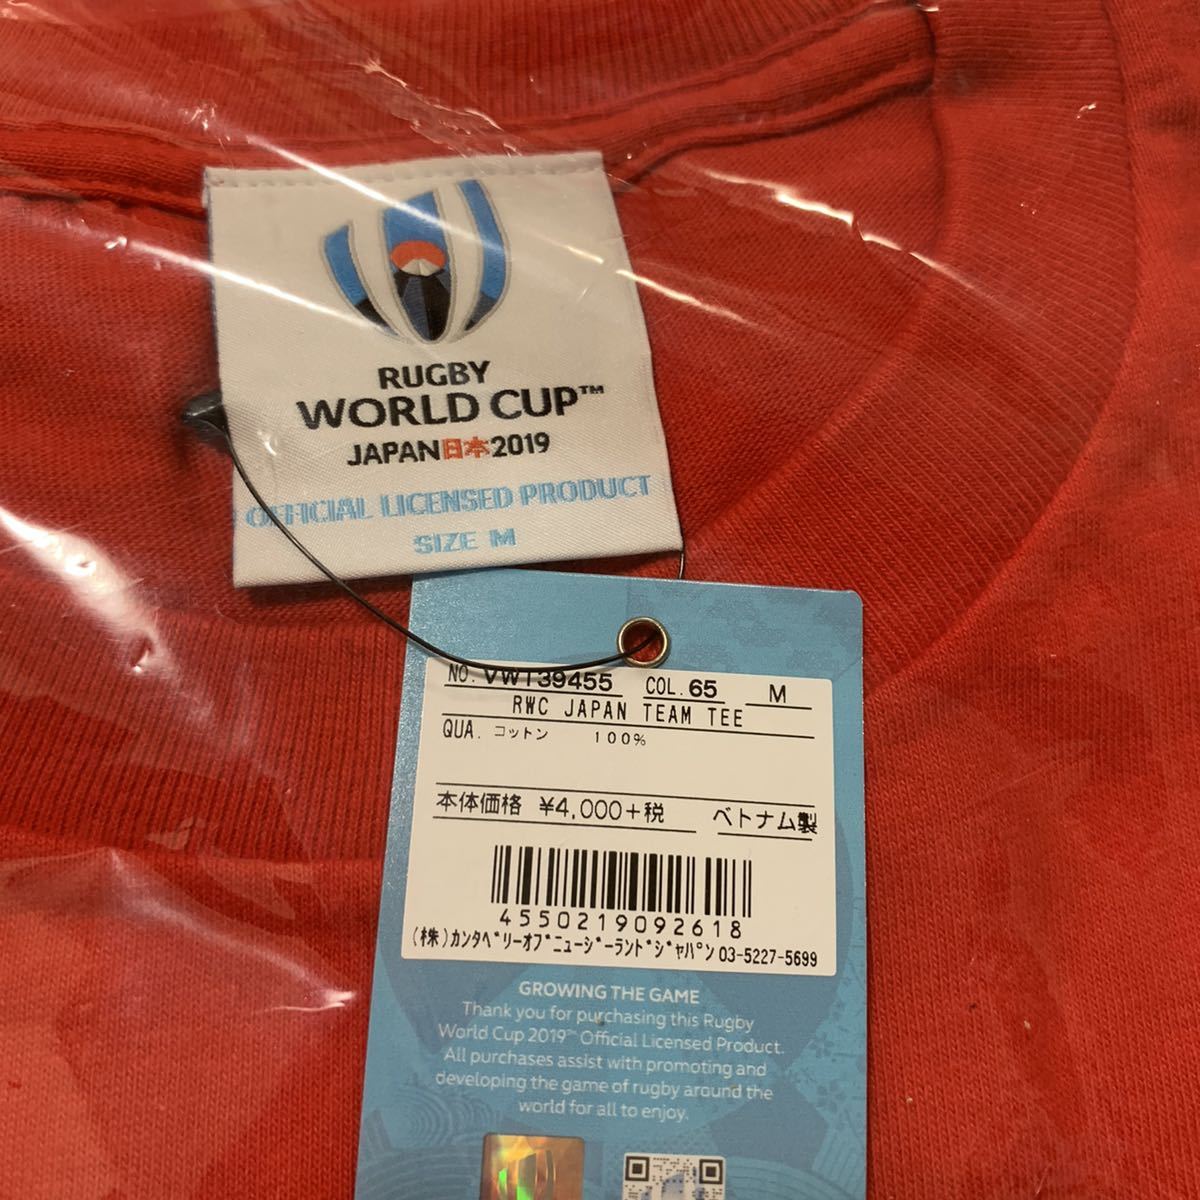 RUGBY
WORLD CUP™
JAPAN日本2019
OFFICIAL LICENSED PRODUCT
SIZE M
NO. VWT39455 COL.65 M
RWC JAPAN TEAM TEE
QUA. コットン 100%
本体価格 ¥4,000+税 ベトナム製
4550219092618
(株)カンタベリーオブニュージーランドジャパン 03-5227-5699
GROWING THE GAME
Thank you for purchasing this Rugby
World Cup 2019™ Official Licensed Product.
All purchases assist with promoting and
developing the game of rugby around the
world for all to enjoy.